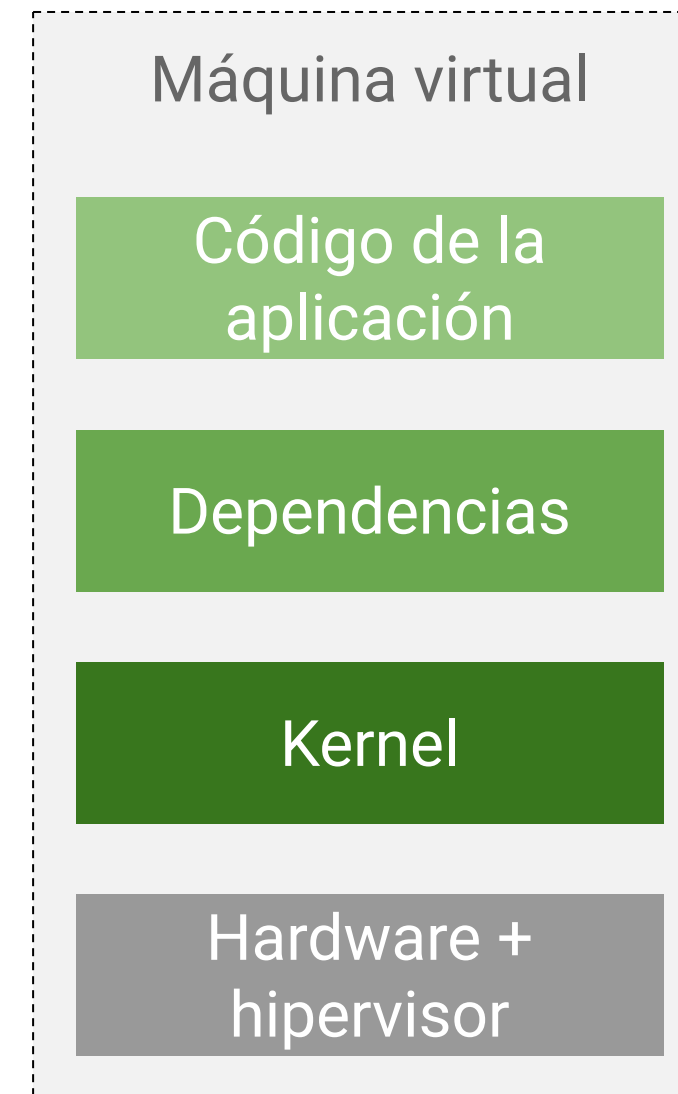 Máquina virtual
Código de la
aplicación
Dependencias
Kernel
Hardware +
hipervisor